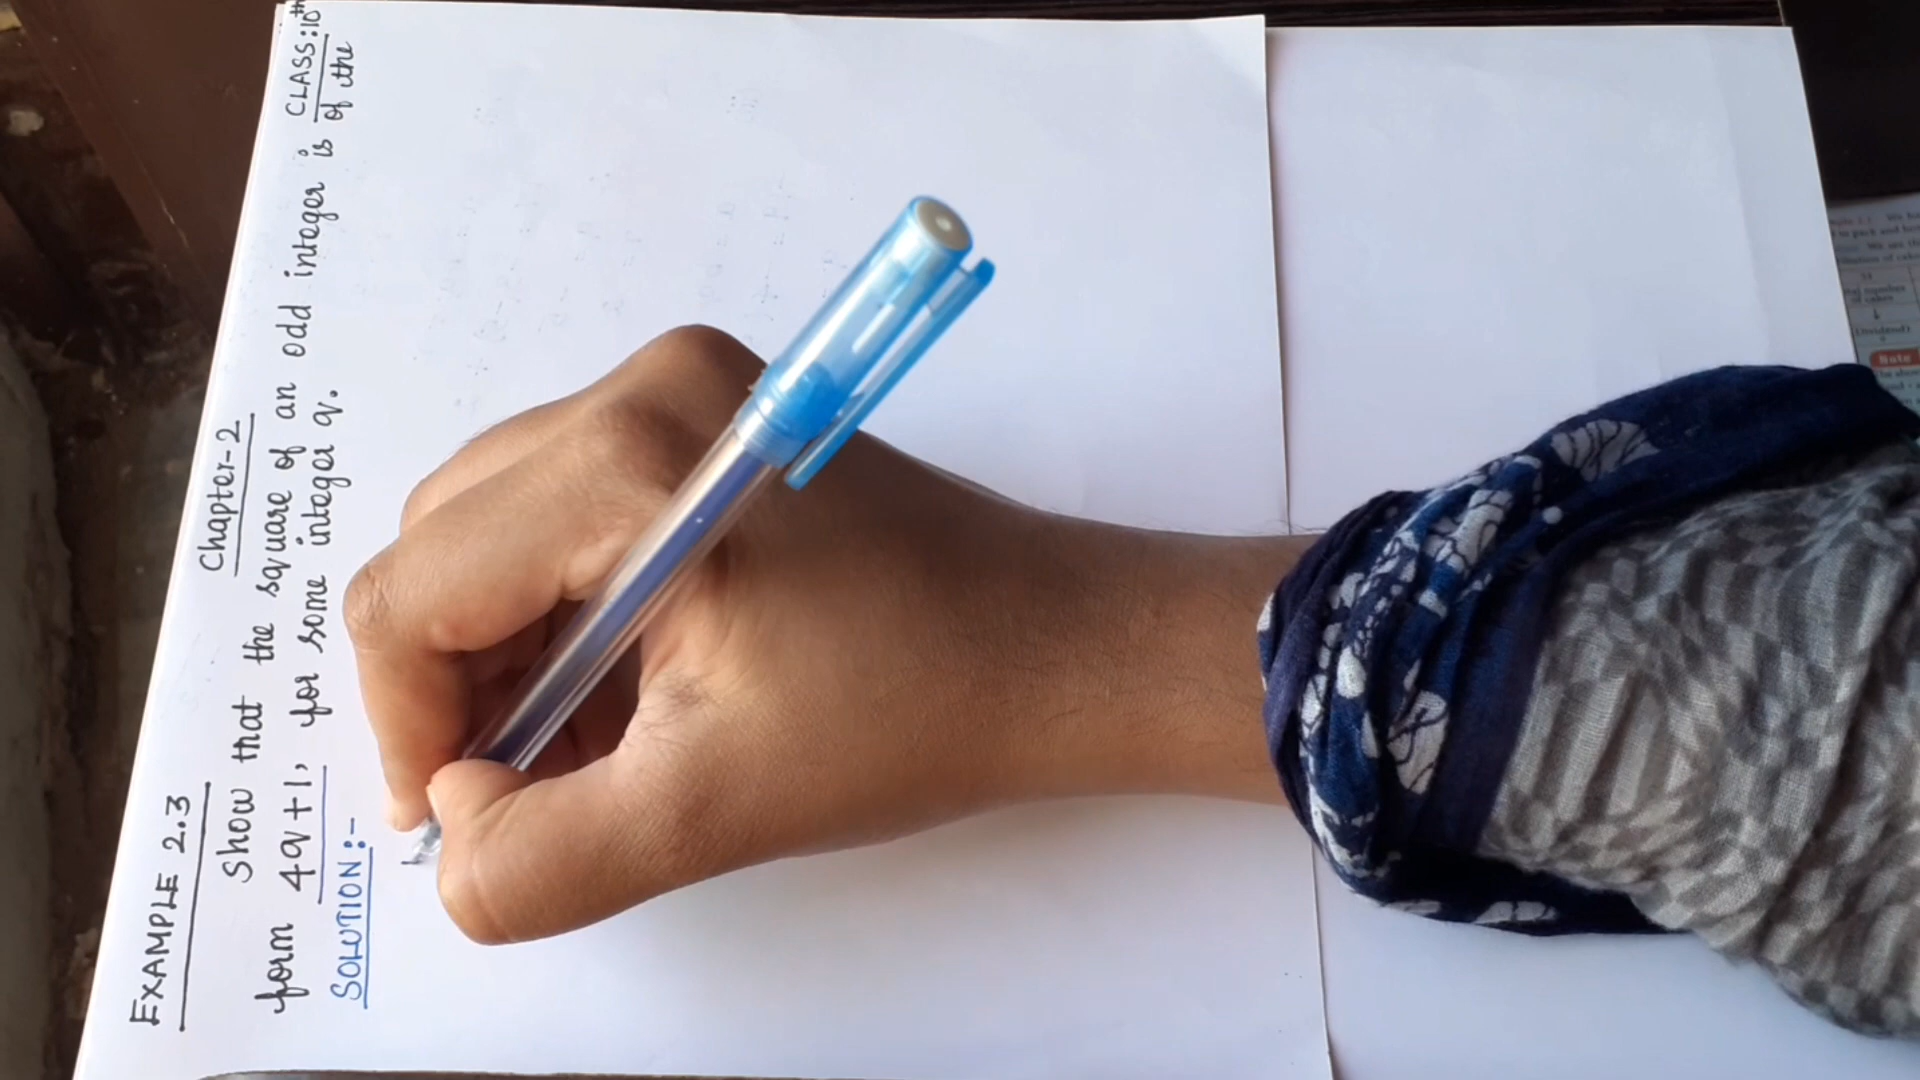 CLASS:10th
Chapter-2
EXAMPLE 2.3
Show that the square of an odd integer is of the
form 4q+1, for some integer q.
SOLUTION:-